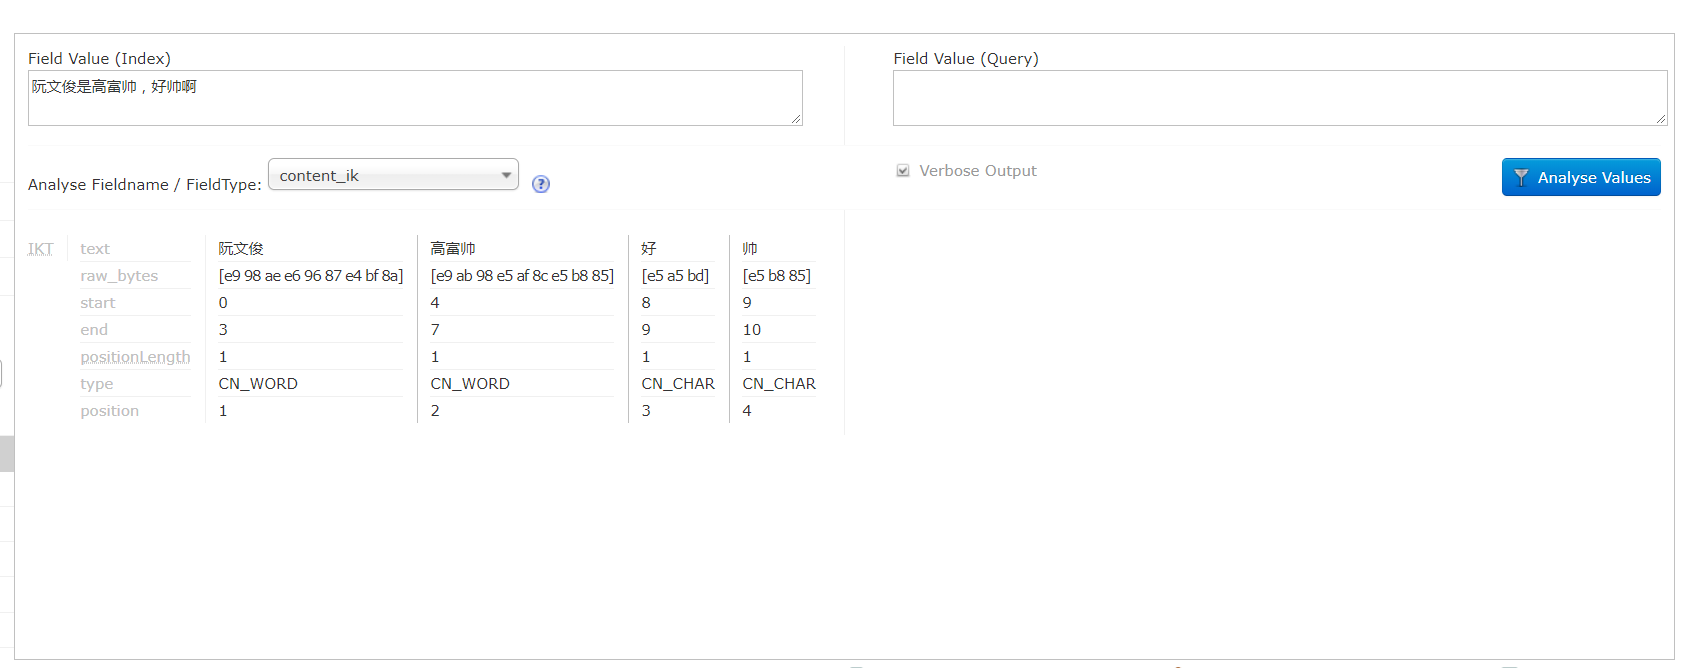 Field Value (Index)
Field Value (Query)
阮文俊是高富帅，好帅啊
Analyse Fieldname / FieldType:
content_ik
?
Verbose Output
Analyse Values
IKT text 阮文俊 高富帅 好 帅
raw_bytes [e9 98 ae e6 96 87 e4 bf 8a] [e9 ab 98 e5 af 8c e5 b8 85] [e5 a5 bd] [e5 b8 85]
start 0 4 8 9
end 3 7 9 10
positionLength 1 1 1 1
type CN_WORD CN_WORD CN_CHAR CN_CHAR
position 1 2 3 4